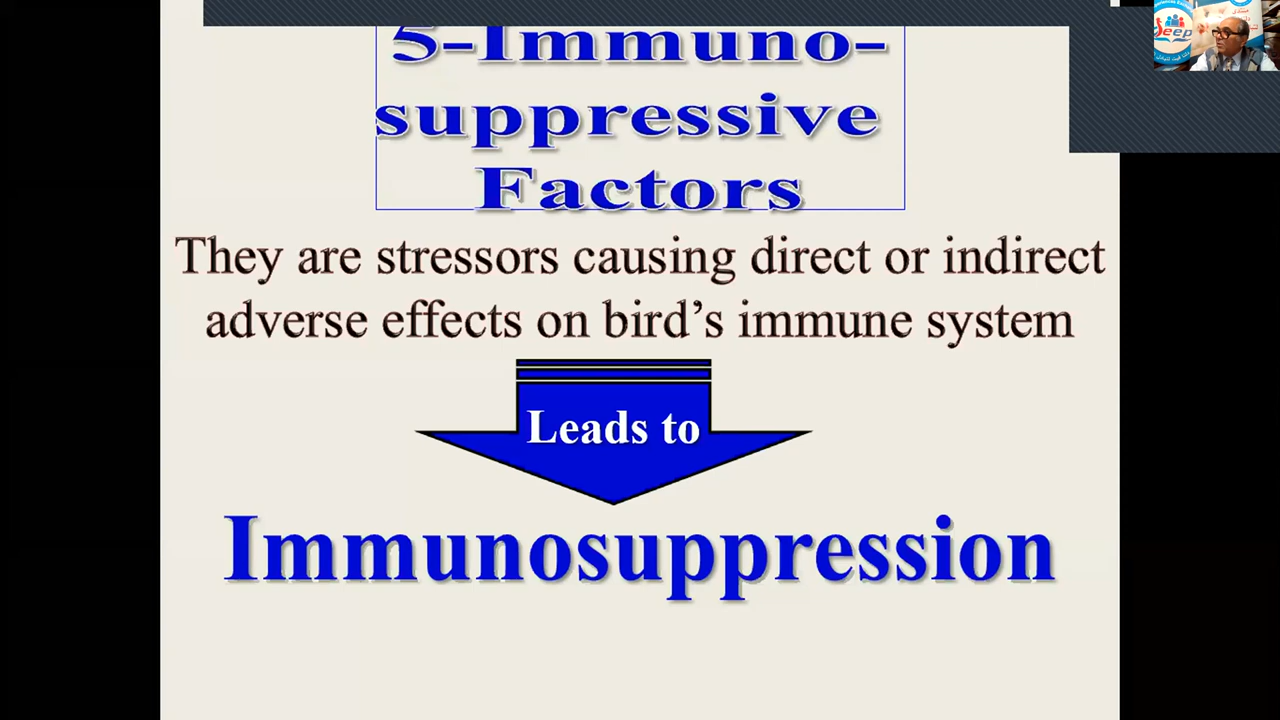 5-Immuno-
suppressive
Factors
They are stressors causing direct or indirect
adverse effects on bird’s immune system
Leads to
Immunosuppression